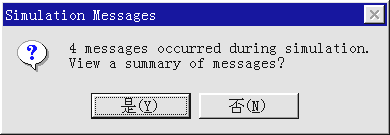 Simulation Messages
4 messages occurred during simulation.
View a summary of messages?
是(Y)
否(N)